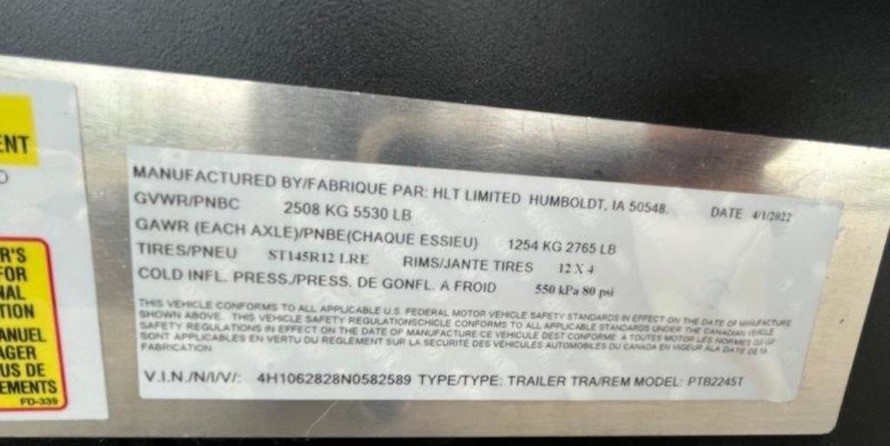 ENT
R'S
FOR
NAL
TION
ANUEL
AGER
US DE
EMENTS
FD-339
MANUFACTURED BY/FABRIQUE PAR: HLT LIMITED HUMBOLDT, IA 50548. DATE 4/1/2022
GVWR/PNBC 2508 KG 5530 LB
GAWR (EACH AXLE)/PNBE(CHAQUE ESSIEU) 1254 KG 2765 LB
TIRES/PNEU ST145R12 LRE RIMS/JANTE TIRES 12 X 4
COLD INFL. PRESS./PRESS. DE GONFL. A FROID 550 kPa 80 psi
THIS VEHICLE CONFORMS TO ALL APPLICABLE U.S. FEDERAL MOTOR VEHICLE SAFETY STANDARDS IN EFFECT ON THE DATE OF MANUFACTURE
SHOWN ABOVE. THIS VEHICLE SAFETY REGULATIONSCHICLE CONFORMS TO ALL APPLICABLE STANDARDS UNDER THE CANADIAN VEHICLE
SAFETY REGULATIONS IN EFFECT ON THE DATE OF MANUFACTURE CE VEHICULE DEST CONFORME A TOUTES MOTOR LES NORMES
SONT APPLICABLES EN VERTU DU REGLEMENT SUR LA SECURITE DES VEHICULES AUTOMOBILES DU CANADA EN VIGEUR ALA DATE DE SA
FABRICATION
V.I.N./N/I/V/: 4H1062828N0582589 TYPE/TYPE: TRAILER TRA/REM MODEL: PTB2245T